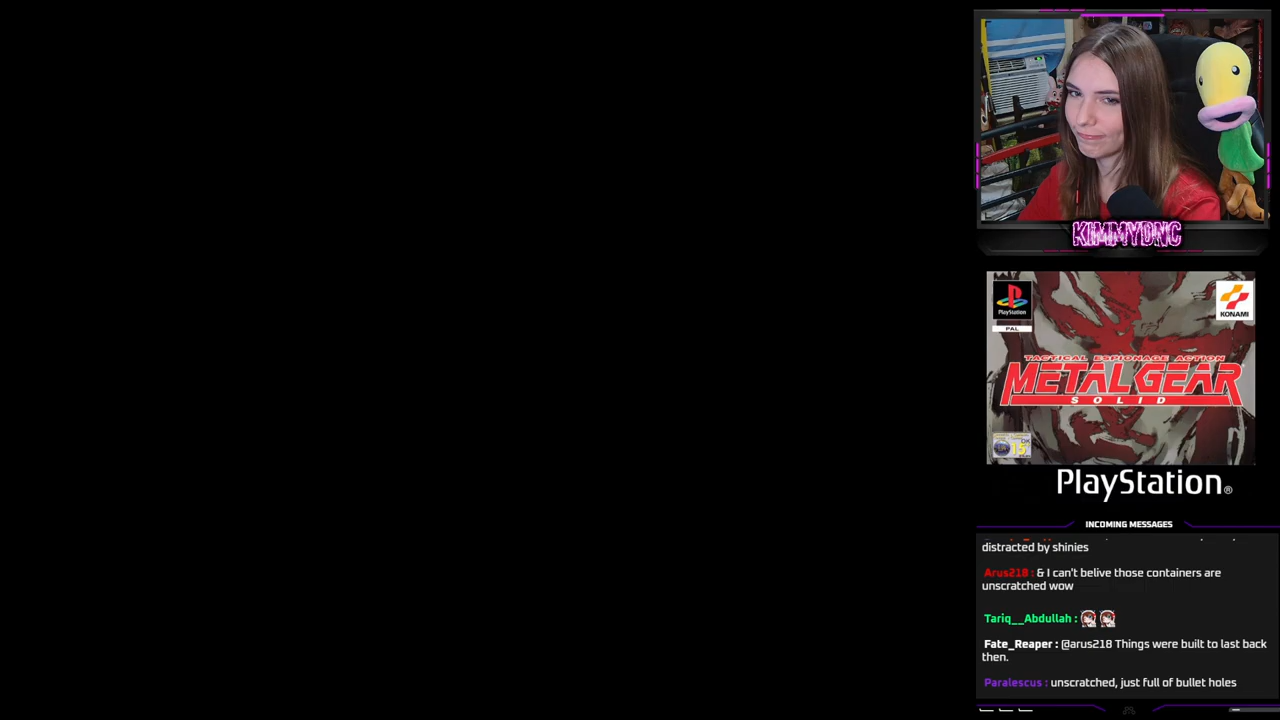 KIMMYDNC
PlayStation
PAL
KONAMI
TACTICAL ESPIONAGE ACTION
METAL GEAR
SOLID
15
PlayStation®
INCOMING MESSAGES
distracted by shinies
Arus218 : & I can't belive those containers are
unscratched wow
Tariq__Abdullah :
Fate_Reaper : @arus218 Things were built to last back
then.
Paralescus : unscratched, just full of bullet holes